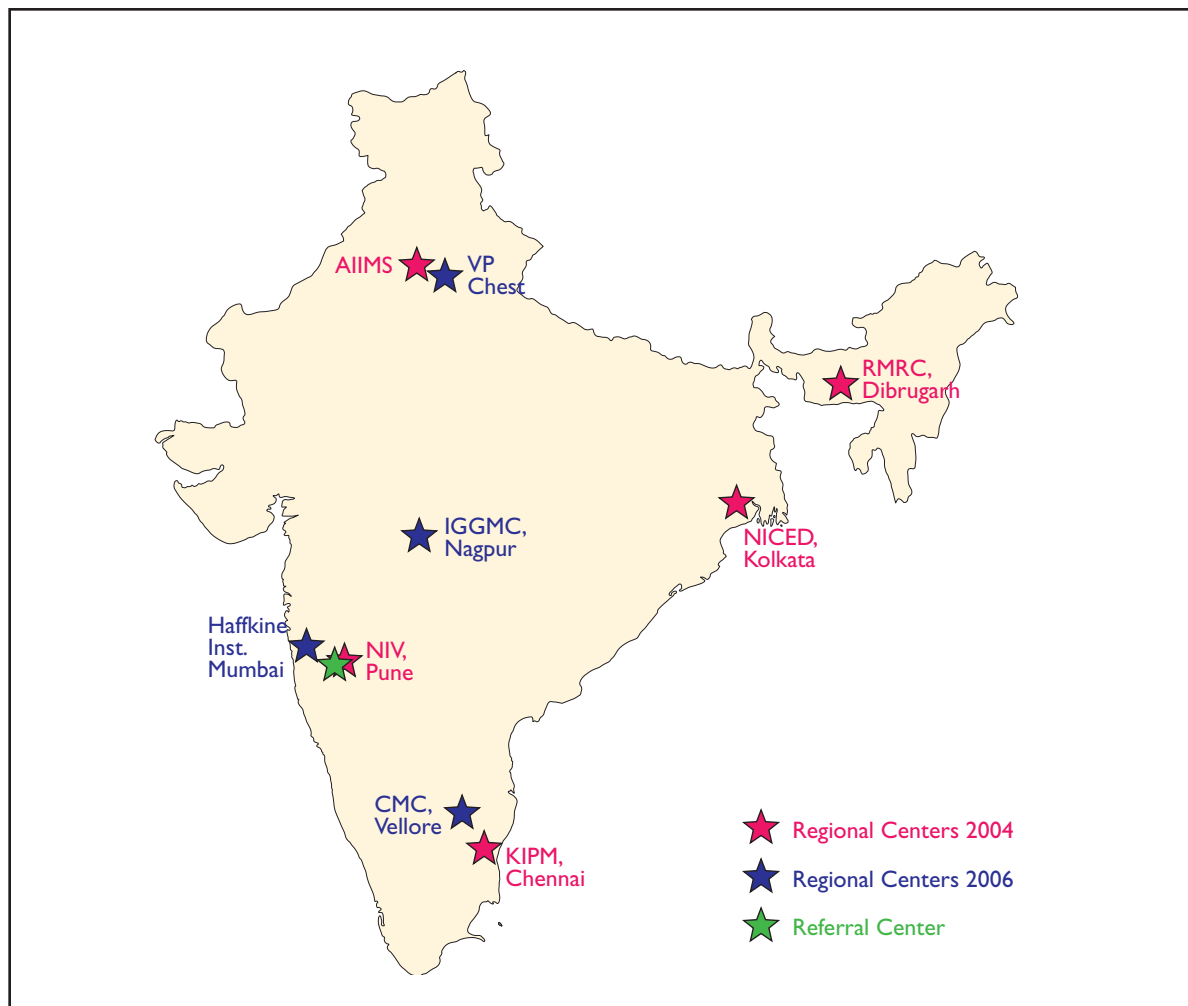 AIIMS
VP
Chest
RMRC,
Dibrugarh
IGGMC,
Nagpur
NICED,
Kolkata
Haffkine
Inst.
Mumbai
NIV,
Pune
CMC,
Vellore
KIPM,
Chennai
Regional Centers 2004
Regional Centers 2006
Referral Center